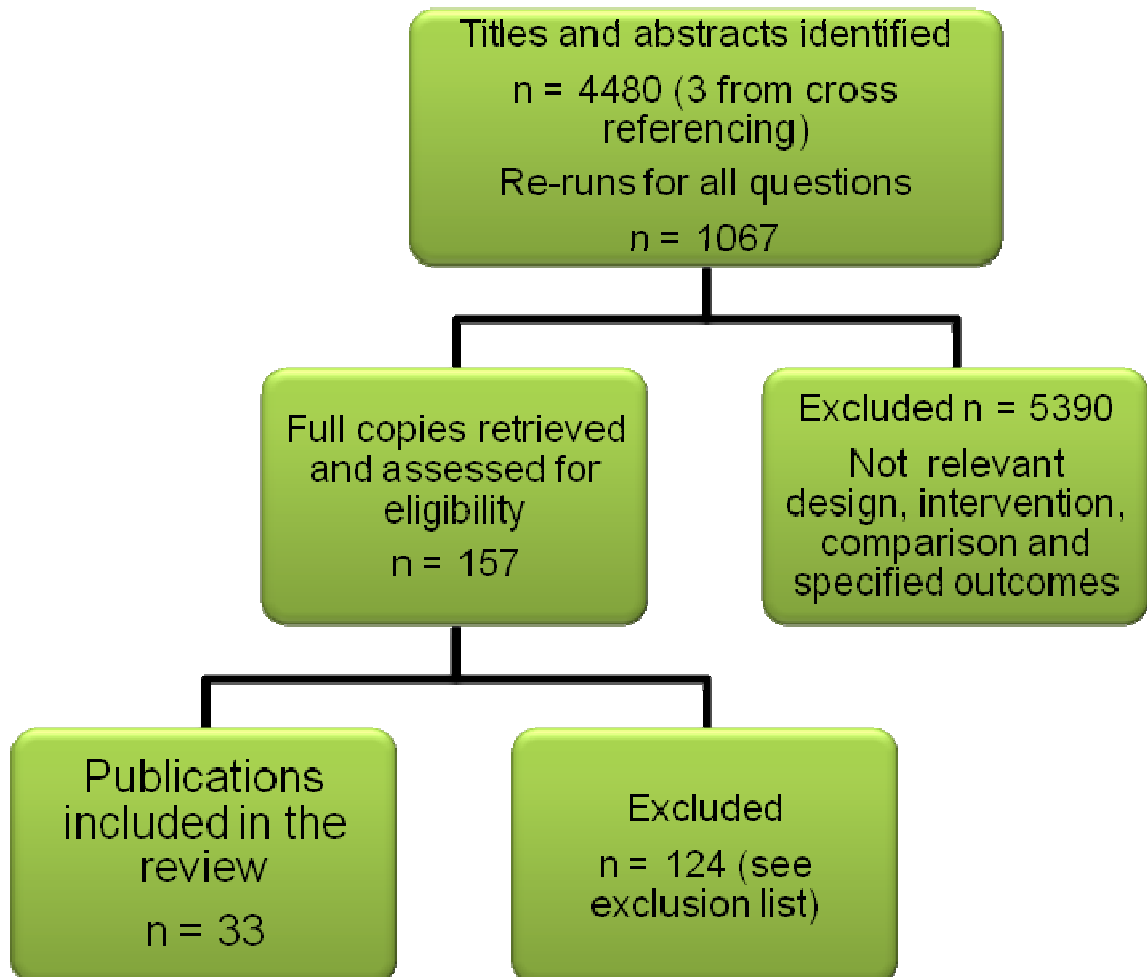 Titles and abstracts identified
n = 4480 (3 from cross
referencing)
Re-runs for all questions
n = 1067
Full copies retrieved
and assessed for
eligibility
n = 157
Excluded n = 5390
Not relevant
design, intervention,
comparison and
specified outcomes
Publications
included in the
review
n = 33
Excluded
n = 124 (see
exclusion list)